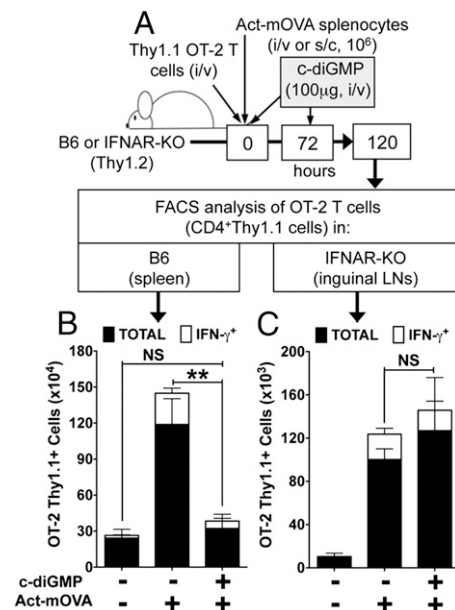 A
Act-mOVA splenocytes
(i/v or s/c, 10⁶)
Thy1.1 OT-2 T
cells (i/v)
c-diGMP
(100µg, i/v)
B6 or IFNAR-KO
(Thy1.2)
0
72
120
hours
FACS analysis of OT-2 T cells
(CD4⁺Thy1.1 cells) in:
B6
(spleen)
IFNAR-KO
(inguinal LNs)
B
TOTAL IFN-γ⁺
OT-2 Thy1.1+ Cells (x10⁴)
180
150
120
90
60
30
0
NS
**
c-diGMP - - +
Act-mOVA - + +
C
TOTAL IFN-γ⁺
OT-2 Thy1.1+ Cells (x10³)
200
160
120
80
40
0
NS
- - +
- + +